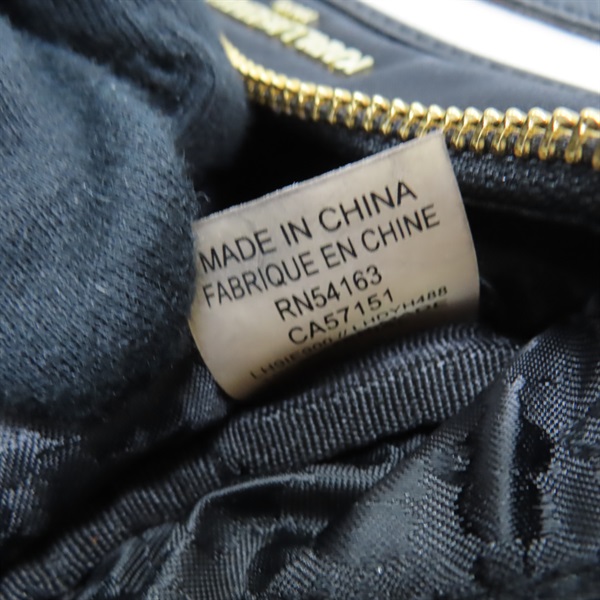 MADE IN CHINA
FABRIQUE EN CHINE
RN54163
CA57151